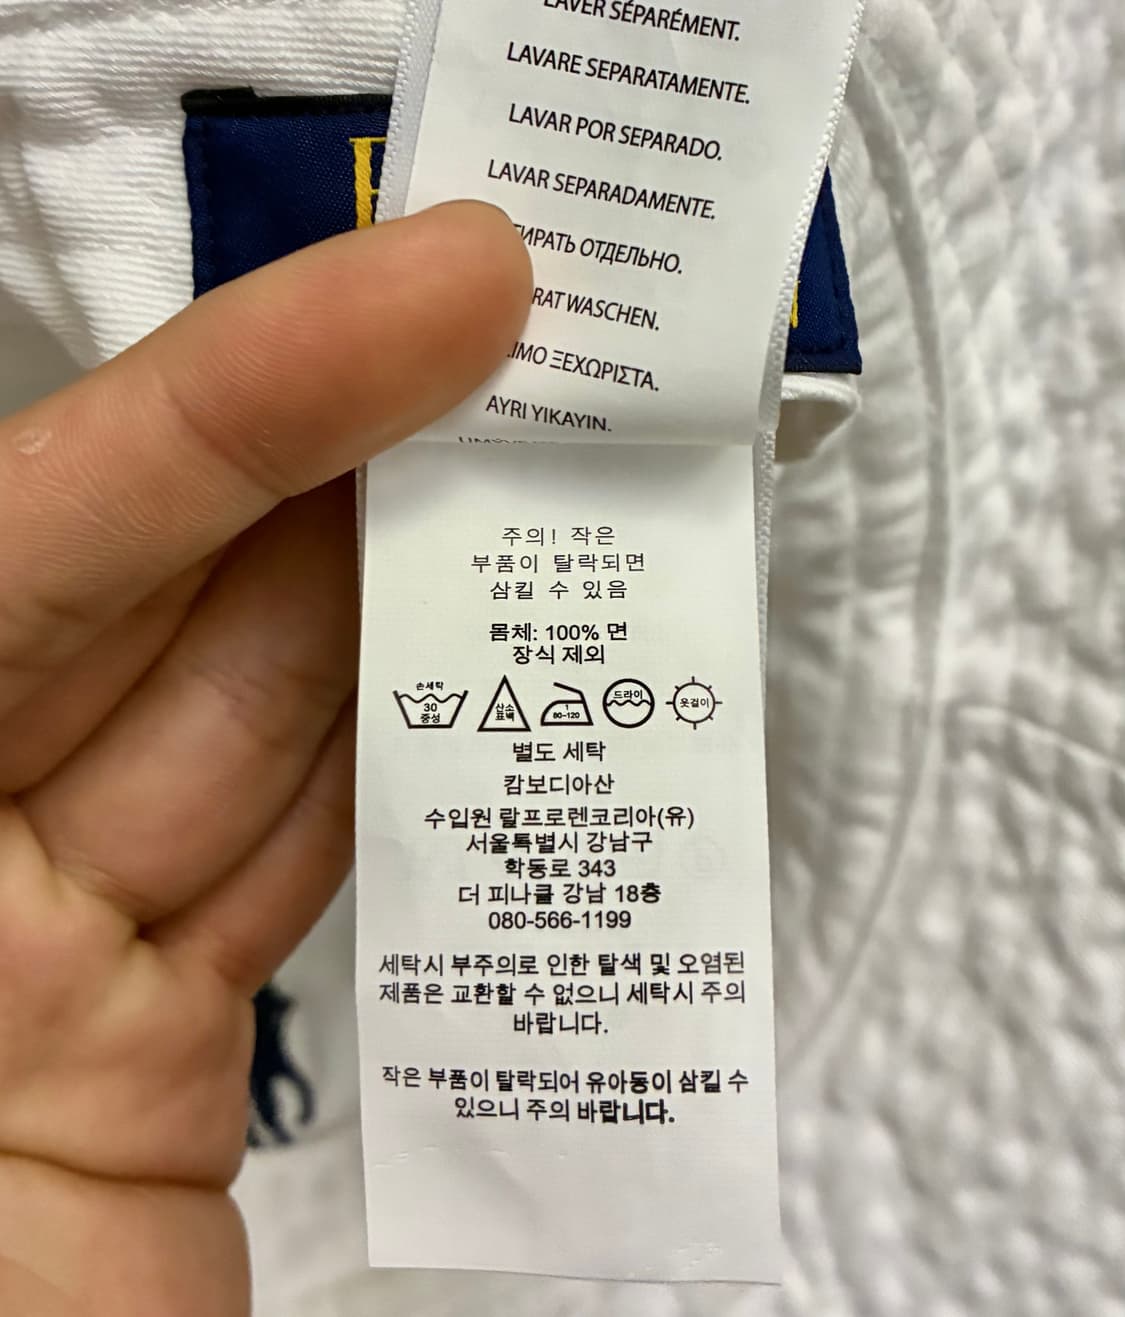 LAVER SÉPARÉMENT.
LAVARE SEPARATAMENTE.
LAVAR POR SEPARADO.
LAVAR SEPARADAMENTE.
ОТДЕЛЬНО.
WASCHEN.
ΞΕΧΩΡΙΣΤΑ.
AYRI YIKAYIN.
주의! 작은
부품이 탈락되면
삼킬 수 있음
몸체: 100% 면
장식 제외
손세탁
30
중성
산소
표백
1
80-120
드라이
옷걸이
별도 세탁
캄보디아산
수입원 랄프로렌코리아(유)
서울특별시 강남구
학동로 343
더 피나클 강남 18층
080-566-1199
세탁시 부주의로 인한 탈색 및 오염된
제품은 교환할 수 없으니 세탁시 주의
바랍니다.
작은 부품이 탈락되어 유아동이 삼킬 수
있으니 주의 바랍니다.